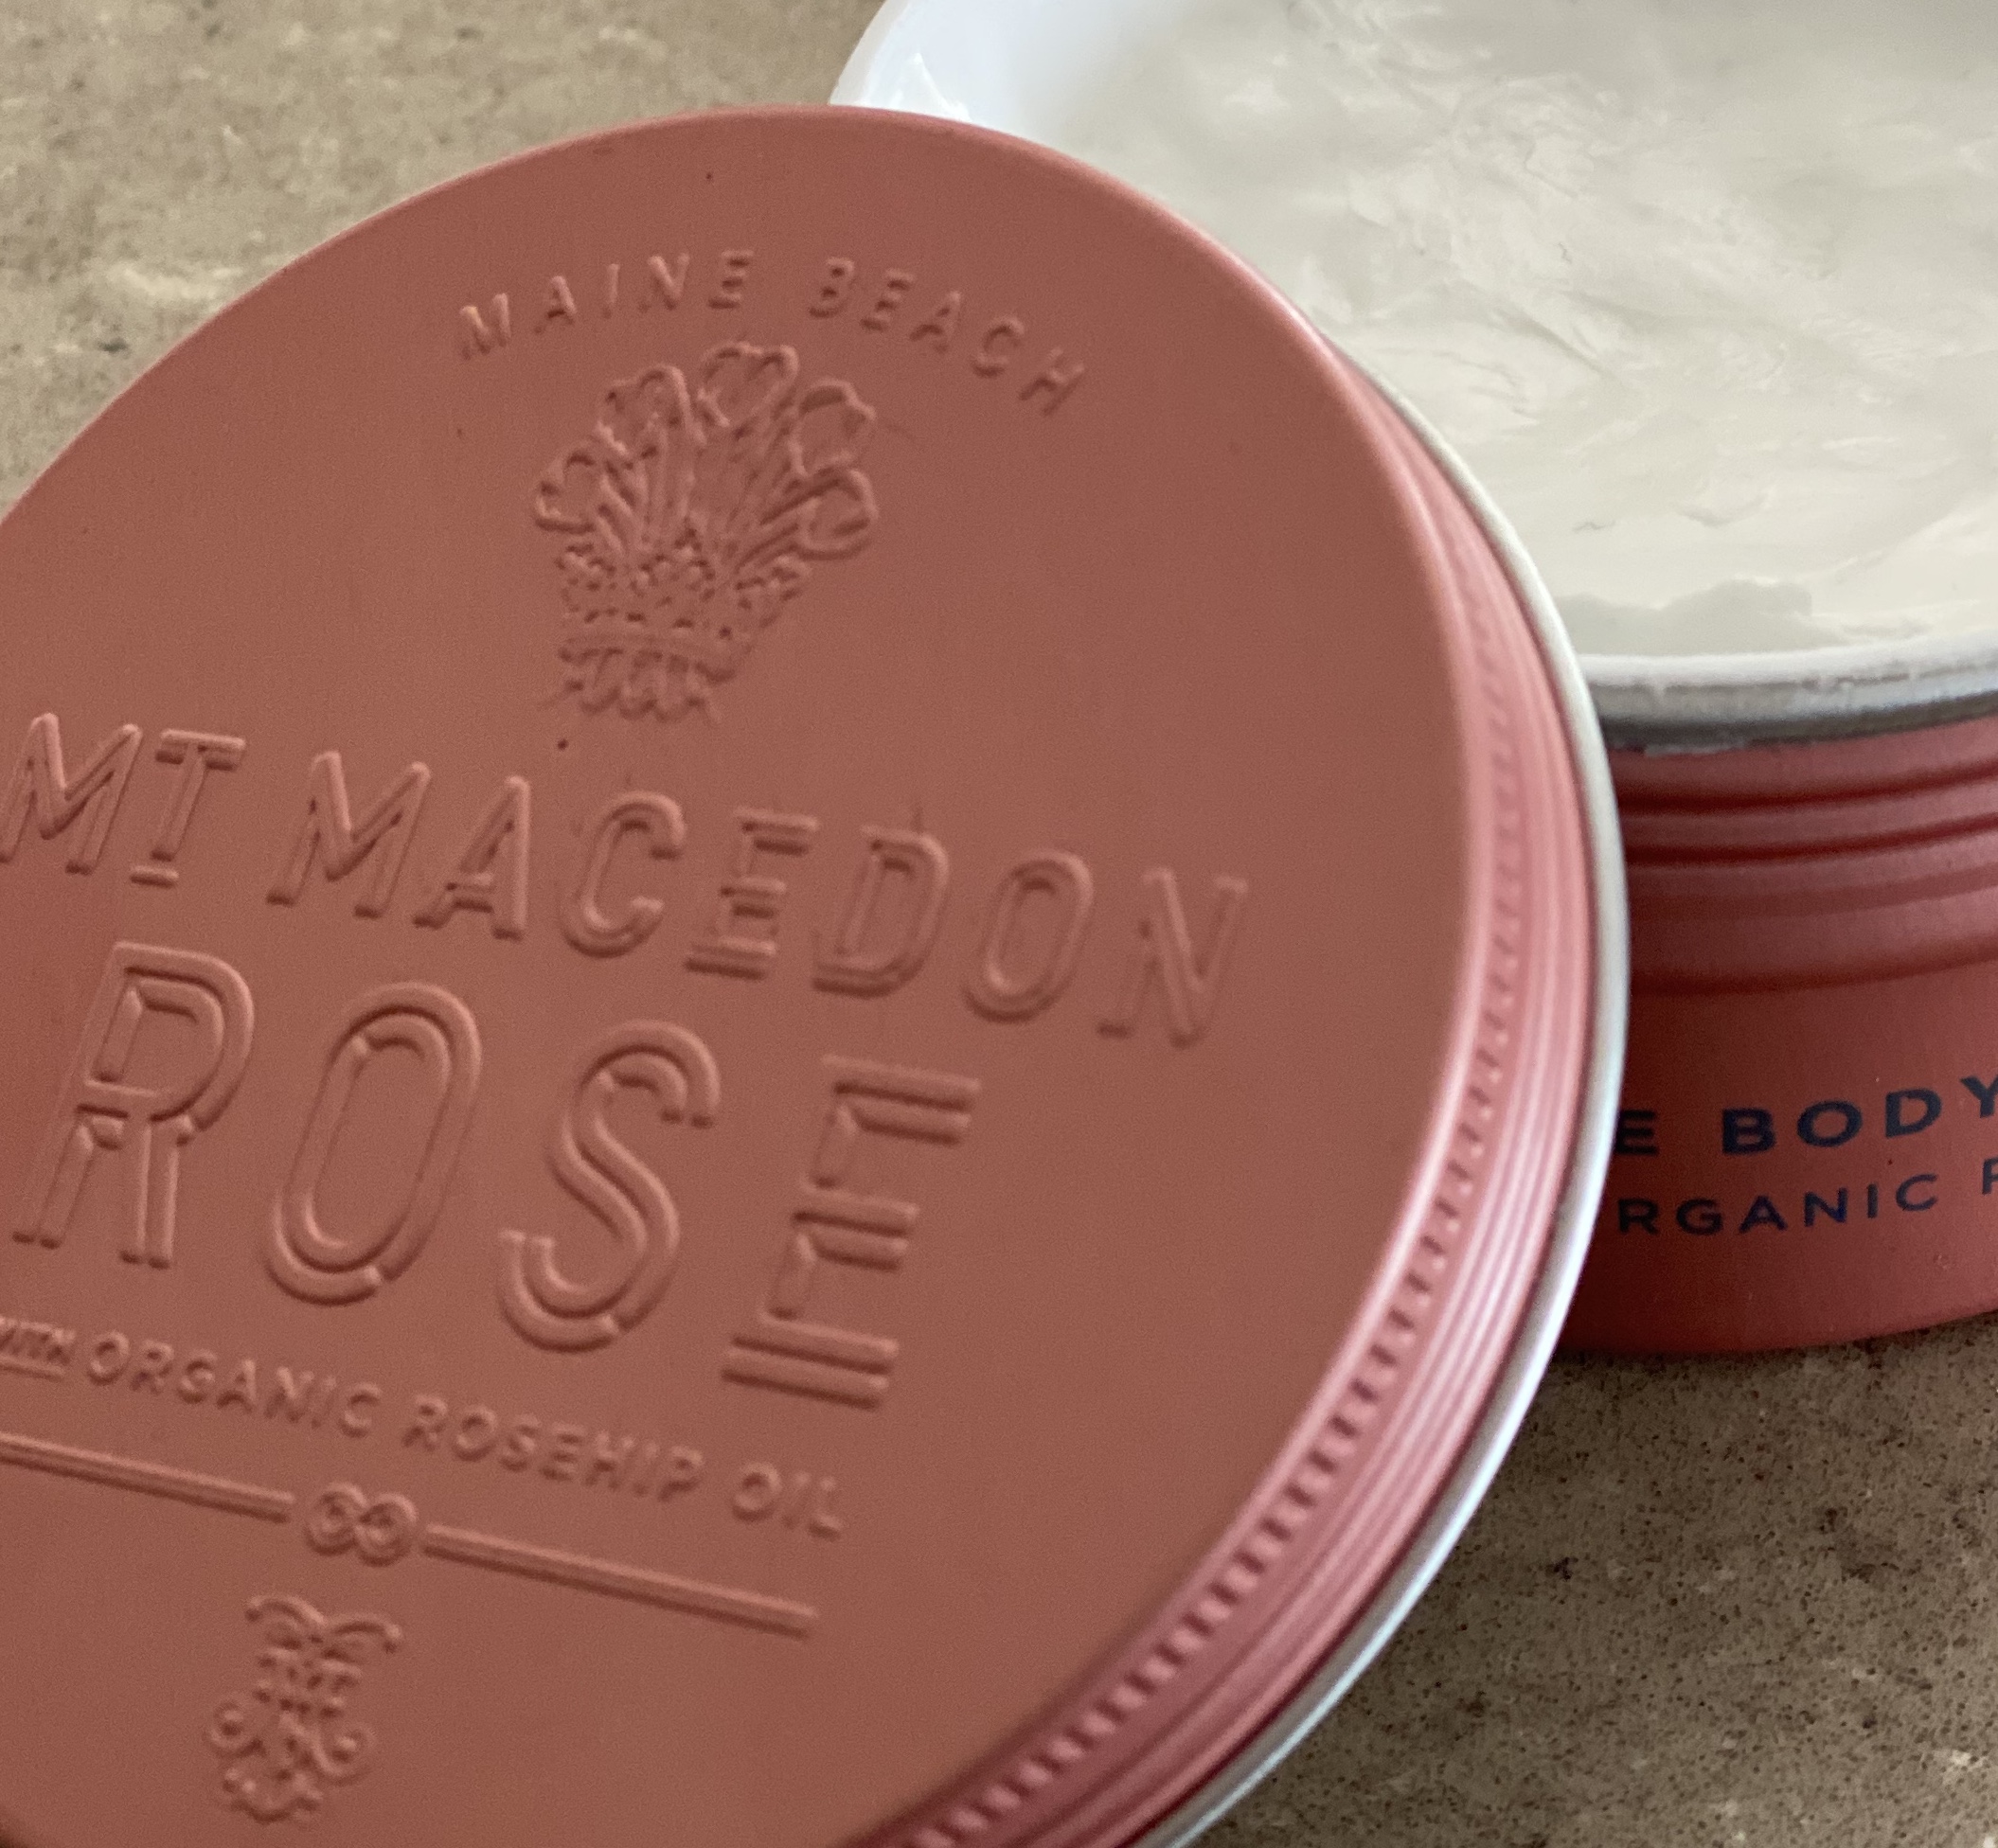 MAINE BEACH
MT MACEDON
ROSE
WITH ORGANIC ROSEHIP OIL
E BODY
RGANIC